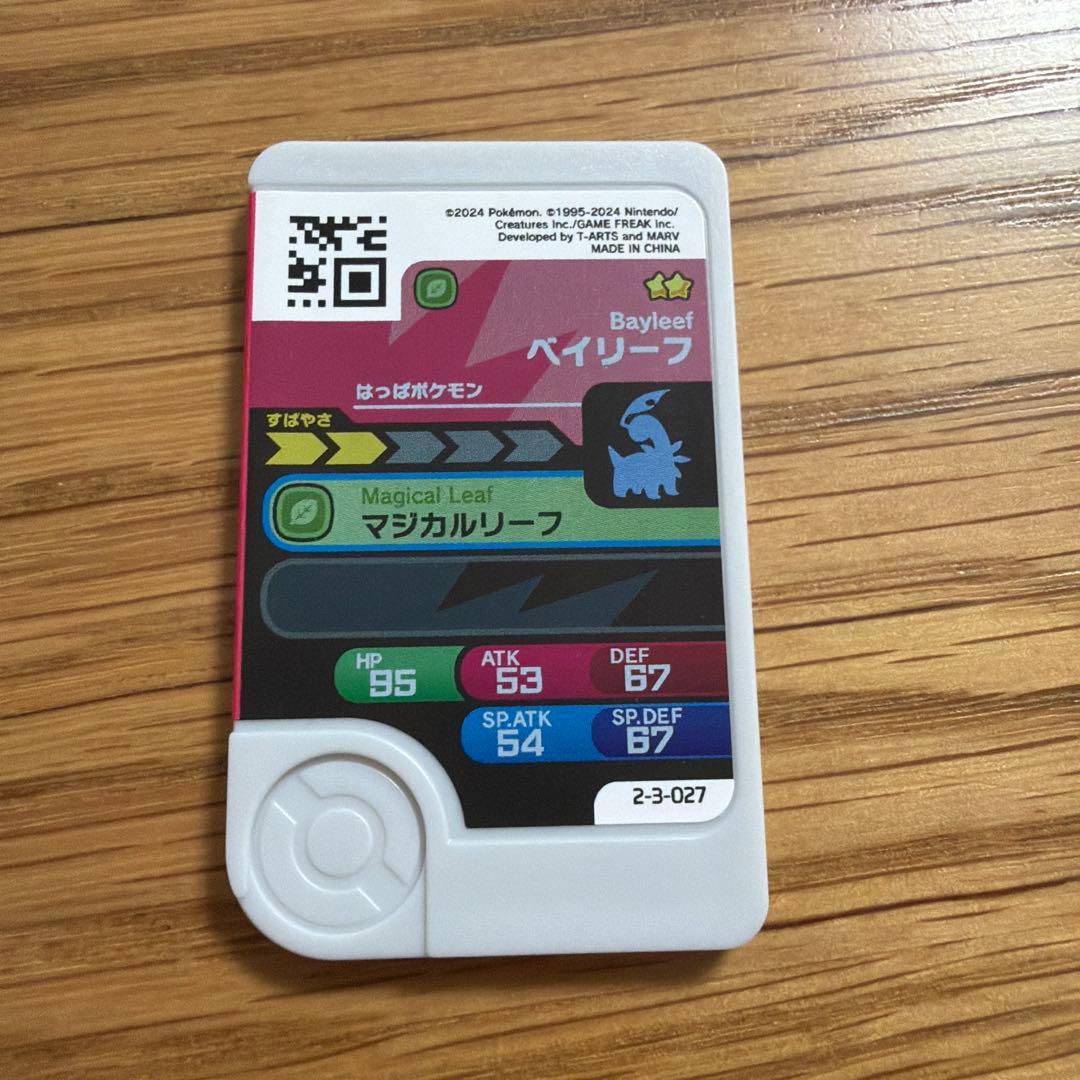 ©2024 Pokémon. ©1995-2024 Nintendo/
Creatures Inc./GAME FREAK inc.
Developed by T-ARTS and MARV
MADE IN CHINA
Bayleef
ベイリーフ
はっぱポケモン
すばやさ
Magical Leaf
マジカルリーフ
HP 95
ATK 53
DEF 67
SP.ATK 54
SP.DEF 67
2-3-027